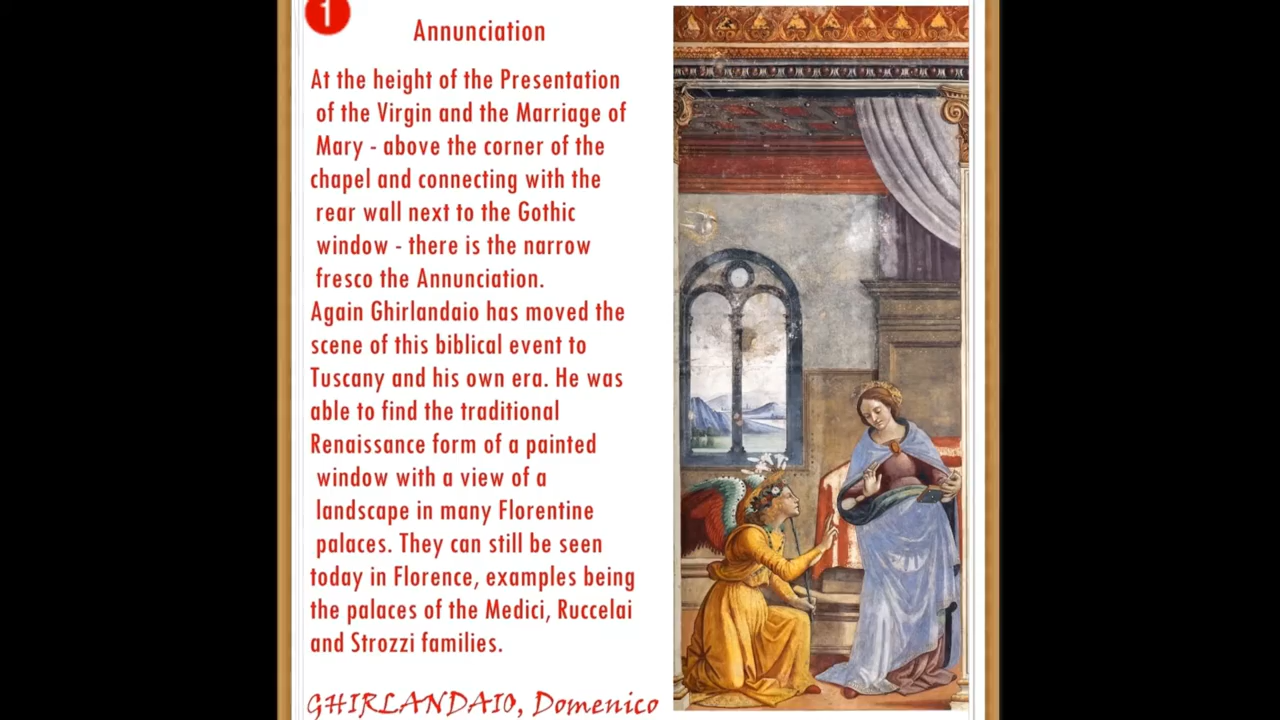 1
Annunciation
At the height of the Presentation
of the Virgin and the Marriage of
Mary - above the corner of the
chapel and connecting with the
rear wall next to the Gothic
window - there is the narrow
fresco the Annunciation.
Again Ghirlandaio has moved the
scene of this biblical event to
Tuscany and his own era. He was
able to find the traditional
Renaissance form of a painted
window with a view of a
landscape in many Florentine
palaces. They can still be seen
today in Florence, examples being
the palaces of the Medici, Ruccelai
and Strozzi families.
GHIRLANDAIO, Domenico